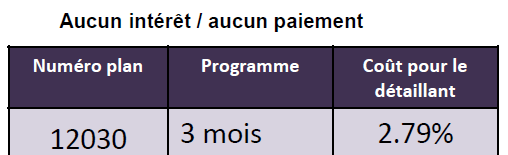 Aucun intérêt / aucun paiement
Numéro plan Programme Coût pour le
détaillant
12030 3 mois 2.79%